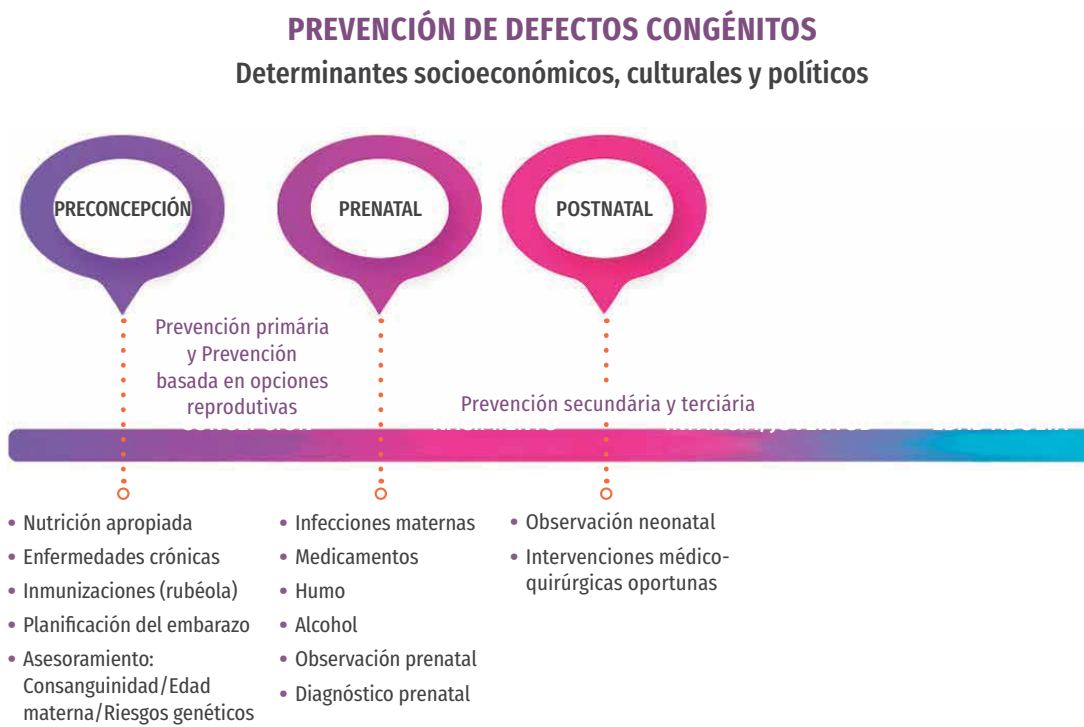 PREVENCIÓN DE DEFECTOS CONGÉNITOS
Determinantes socioeconómicos, culturales y políticos
PRECONCEPCIÓN
PRENATAL
POSTNATAL
Prevención primária
y Prevención
basada en opciones
reprodutivas
Prevención secundária y terciária
• Nutrición apropiada
• Enfermedades crónicas
• Inmunizaciones (rubéola)
• Planificación del embarazo
• Asesoramiento:
Consanguinidad/Edad
materna/Riesgos genéticos
• Infecciones maternas
• Medicamentos
• Humo
• Alcohol
• Observación prenatal
• Diagnóstico prenatal
• Observación neonatal
• Intervenciones médico-
quirúrgicas oportunas